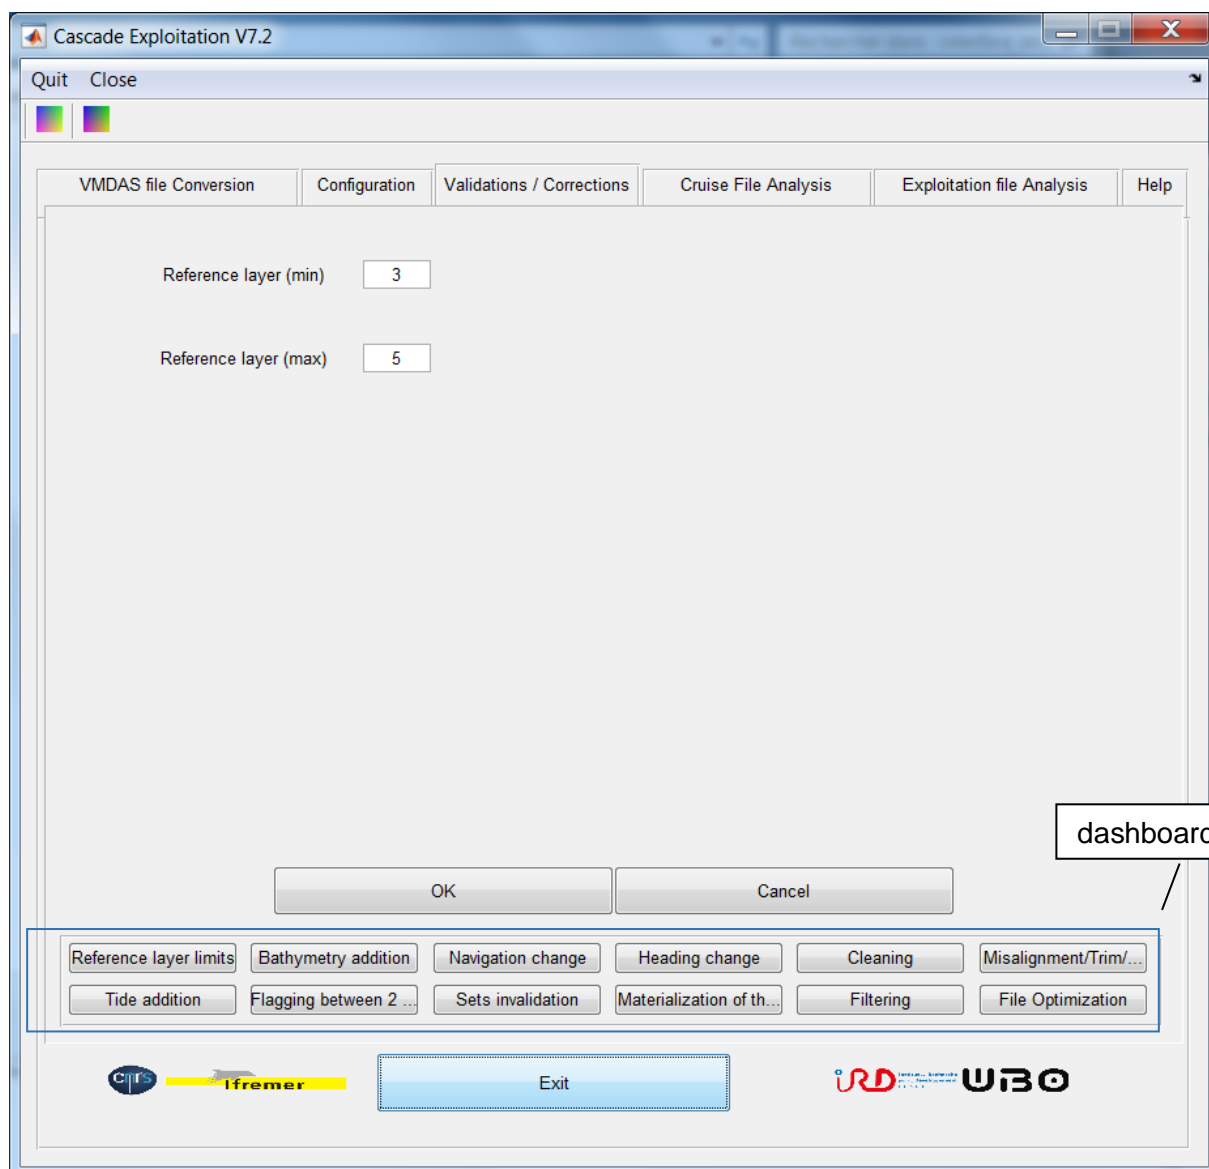 Cascade Exploitation V7.2
Quit Close
VMDAS file Conversion Configuration Validations / Corrections Cruise File Analysis Exploitation file Analysis Help
Reference layer (min) 3
Reference layer (max) 5
dashboard
OK Cancel
Reference layer limits Bathymetry addition Navigation change Heading change Cleaning Misalignment/Trim/...
Tide addition Flagging between 2 ... Sets invalidation Materialization of th... Filtering File Optimization
cnrs Ifremer Exit IRD UBO